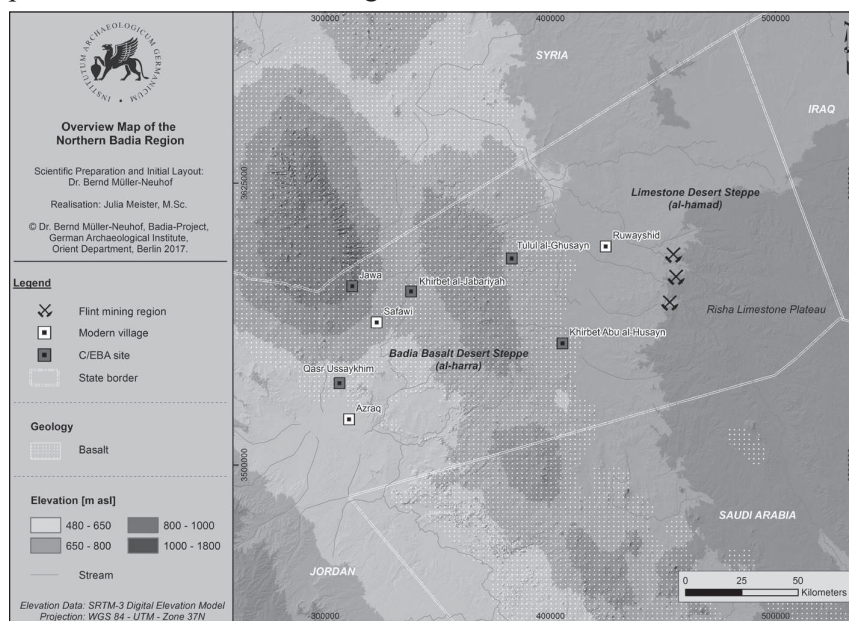 INSTITUTUM ARCHAEOLOGICUM GERMANICUM
Overview Map of the
Northern Badia Region
Scientific Preparation and Initial Layout:
Dr. Bernd Müller-Neuhof
Realisation: Julia Meister, M.Sc.
© Dr. Bernd Müller-Neuhof, Badia-Project,
German Archaeological Institute,
Orient Department, Berlin 2017.
Legend
Flint mining region
Modern village
C/EBA site
State border
Geology
Basalt
Elevation [m asl]
480 - 650
800 - 1000
650 - 800
1000 - 1800
Stream
Elevation Data: SRTM-3 Digital Elevation Model
Projection: WGS 84 - UTM - Zone 37N
300000
400000
500000
SYRIA
IRAQ
3625000
Limestone Desert Steppe
(al-hamad)
Ruwayshid
Tulul al-Ghusayn
Jawa
Khirbet al-Jabariyah
Safawi
Risha Limestone Plateau
Khirbet Abu al-Husayn
Badia Basalt Desert Steppe
(al-harra)
Qasr Ussaykhim
Azraq
3500000
SAUDI ARABIA
JORDAN
0 25 50
Kilometers
300000
400000
500000